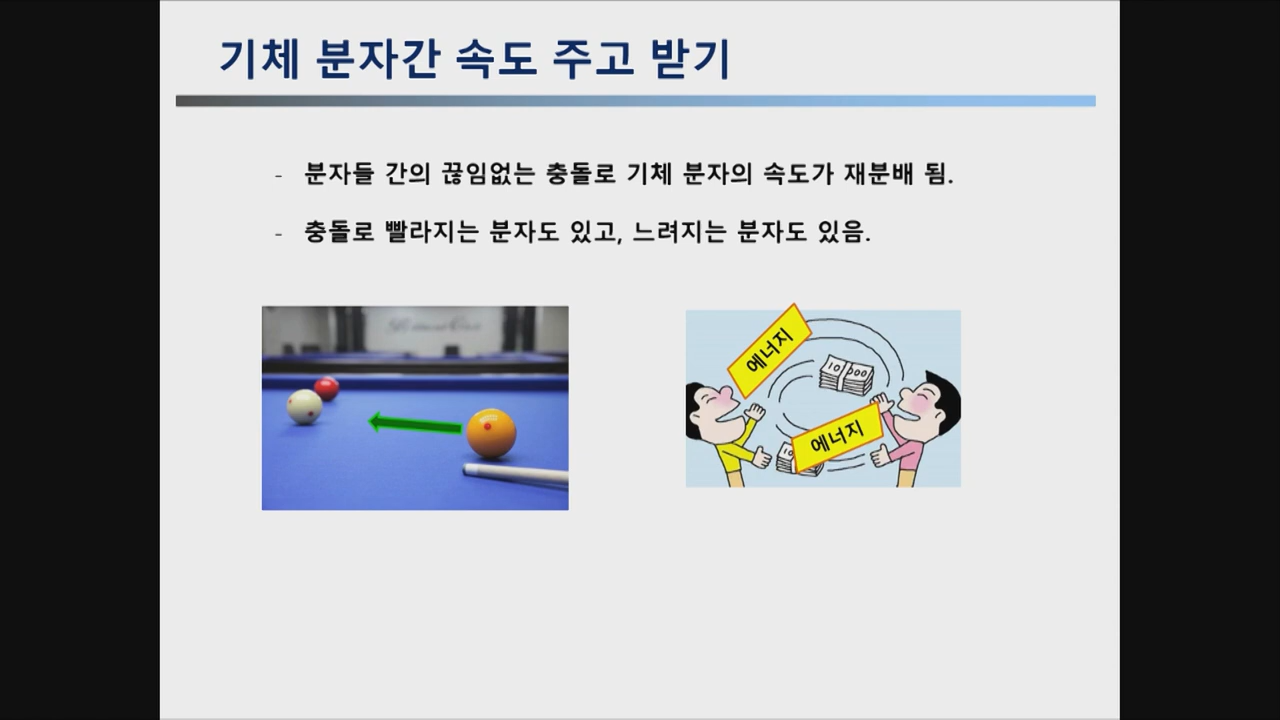 기체 분자간 속도 주고 받기
- 분자들 간의 끊임없는 충돌로 기체 분자의 속도가 재분배 됨.
- 충돌로 빨라지는 분자도 있고, 느려지는 분자도 있음.
에너지
에너지